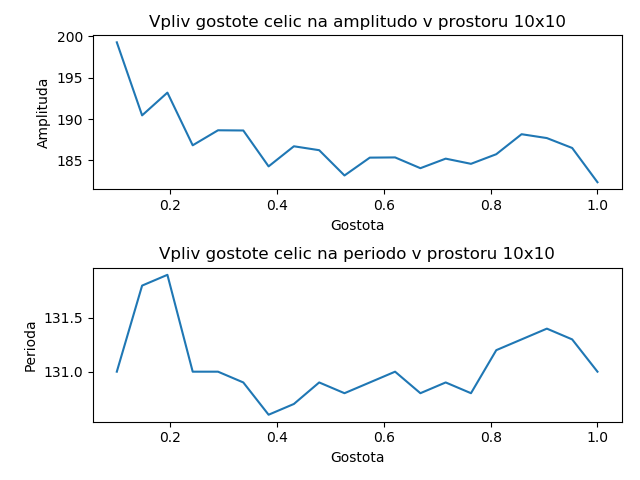 Vpliv gostote celic na amplitudo v prostoru 10x10
200
195
190
185
Amplituda
0.2 0.4 0.6 0.8 1.0
Gostota
Vpliv gostote celic na periodo v prostoru 10x10
131.5
131.0
Perioda
0.2 0.4 0.6 0.8 1.0
Gostota